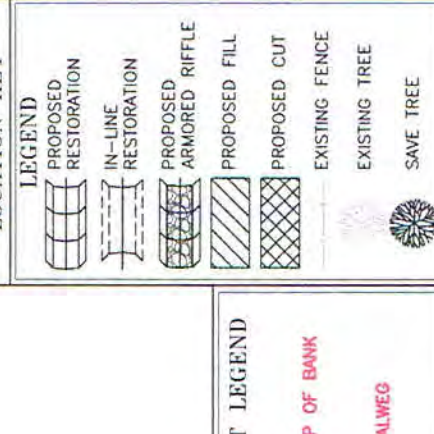 LEGEND
PROPOSED
RESTORATION
IN-LINE
RESTORATION
PROPOSED
ARMORED RIFFLE
PROPOSED FILL
PROPOSED CUT
EXISTING FENCE
EXISTING TREE
SAVE TREE
LEGEND
OF BANK